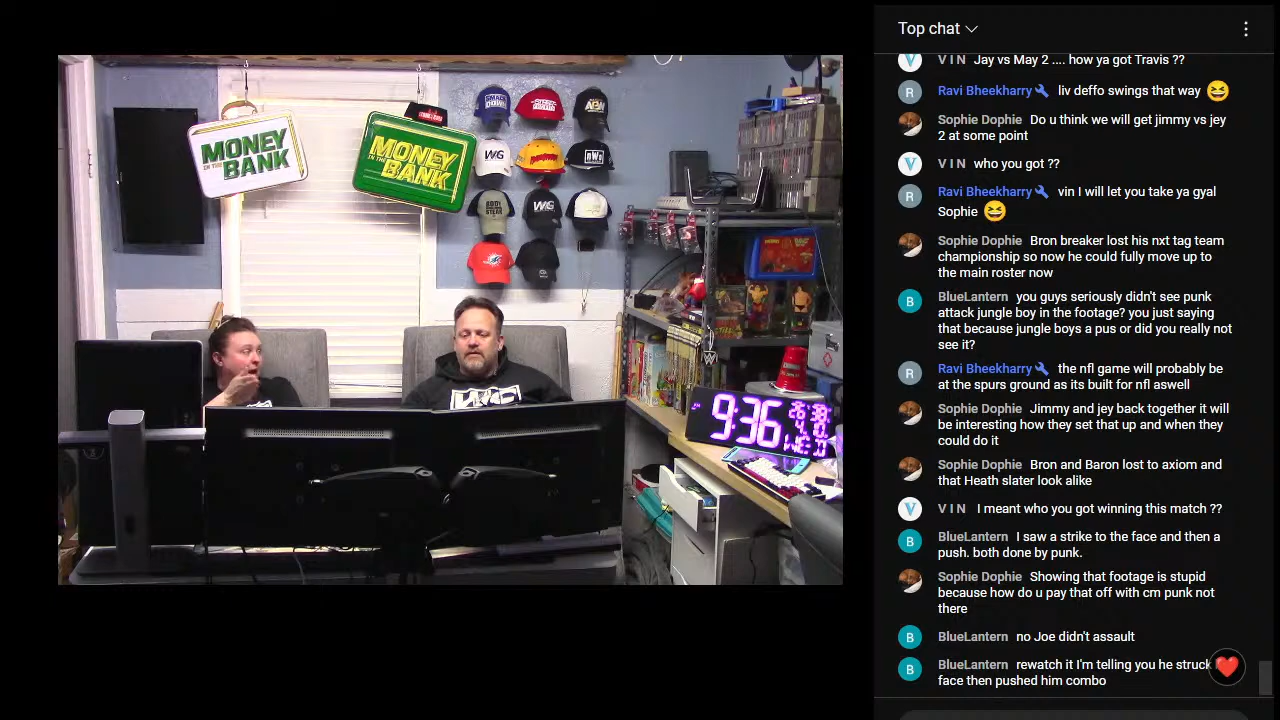 Top chat
V I N Jay vs May 2 .... how ya got Travis ??
R
Ravi Bheekharry liv deffo swings that way
Sophie Dophie Do u think we will get jimmy vs jey
2 at some point
V
V I N who you got ??
R
Ravi Bheekharry vin I will let you take ya gyal
Sophie
Sophie Dophie Bron breaker lost his nxt tag team
championship so now he could fully move up to
the main roster now
B
BlueLantern you guys seriously didn't see punk
attack jungle boy in the footage? you just saying
that because jungle boys a pus or did you really not
see it?
R
Ravi Bheekharry the nfl game will probably be
at the spurs ground as its built for nfl aswell
Sophie Dophie Jimmy and jey back together it will
be interesting how they set that up and when they
could do it
Sophie Dophie Bron and Baron lost to axiom and
that Heath slater look alike
V
V I N I meant who you got winning this match ??
B
BlueLantern I saw a strike to the face and then a
push. both done by punk.
Sophie Dophie Showing that footage is stupid
because how do u pay that off with cm punk not
there
B
BlueLantern no Joe didn't assault
B
BlueLantern rewatch it I'm telling you he struck
face then pushed him combo
MONEY
IN THE
BANK
MONEY
IN THE
BANK
nWo
9:36